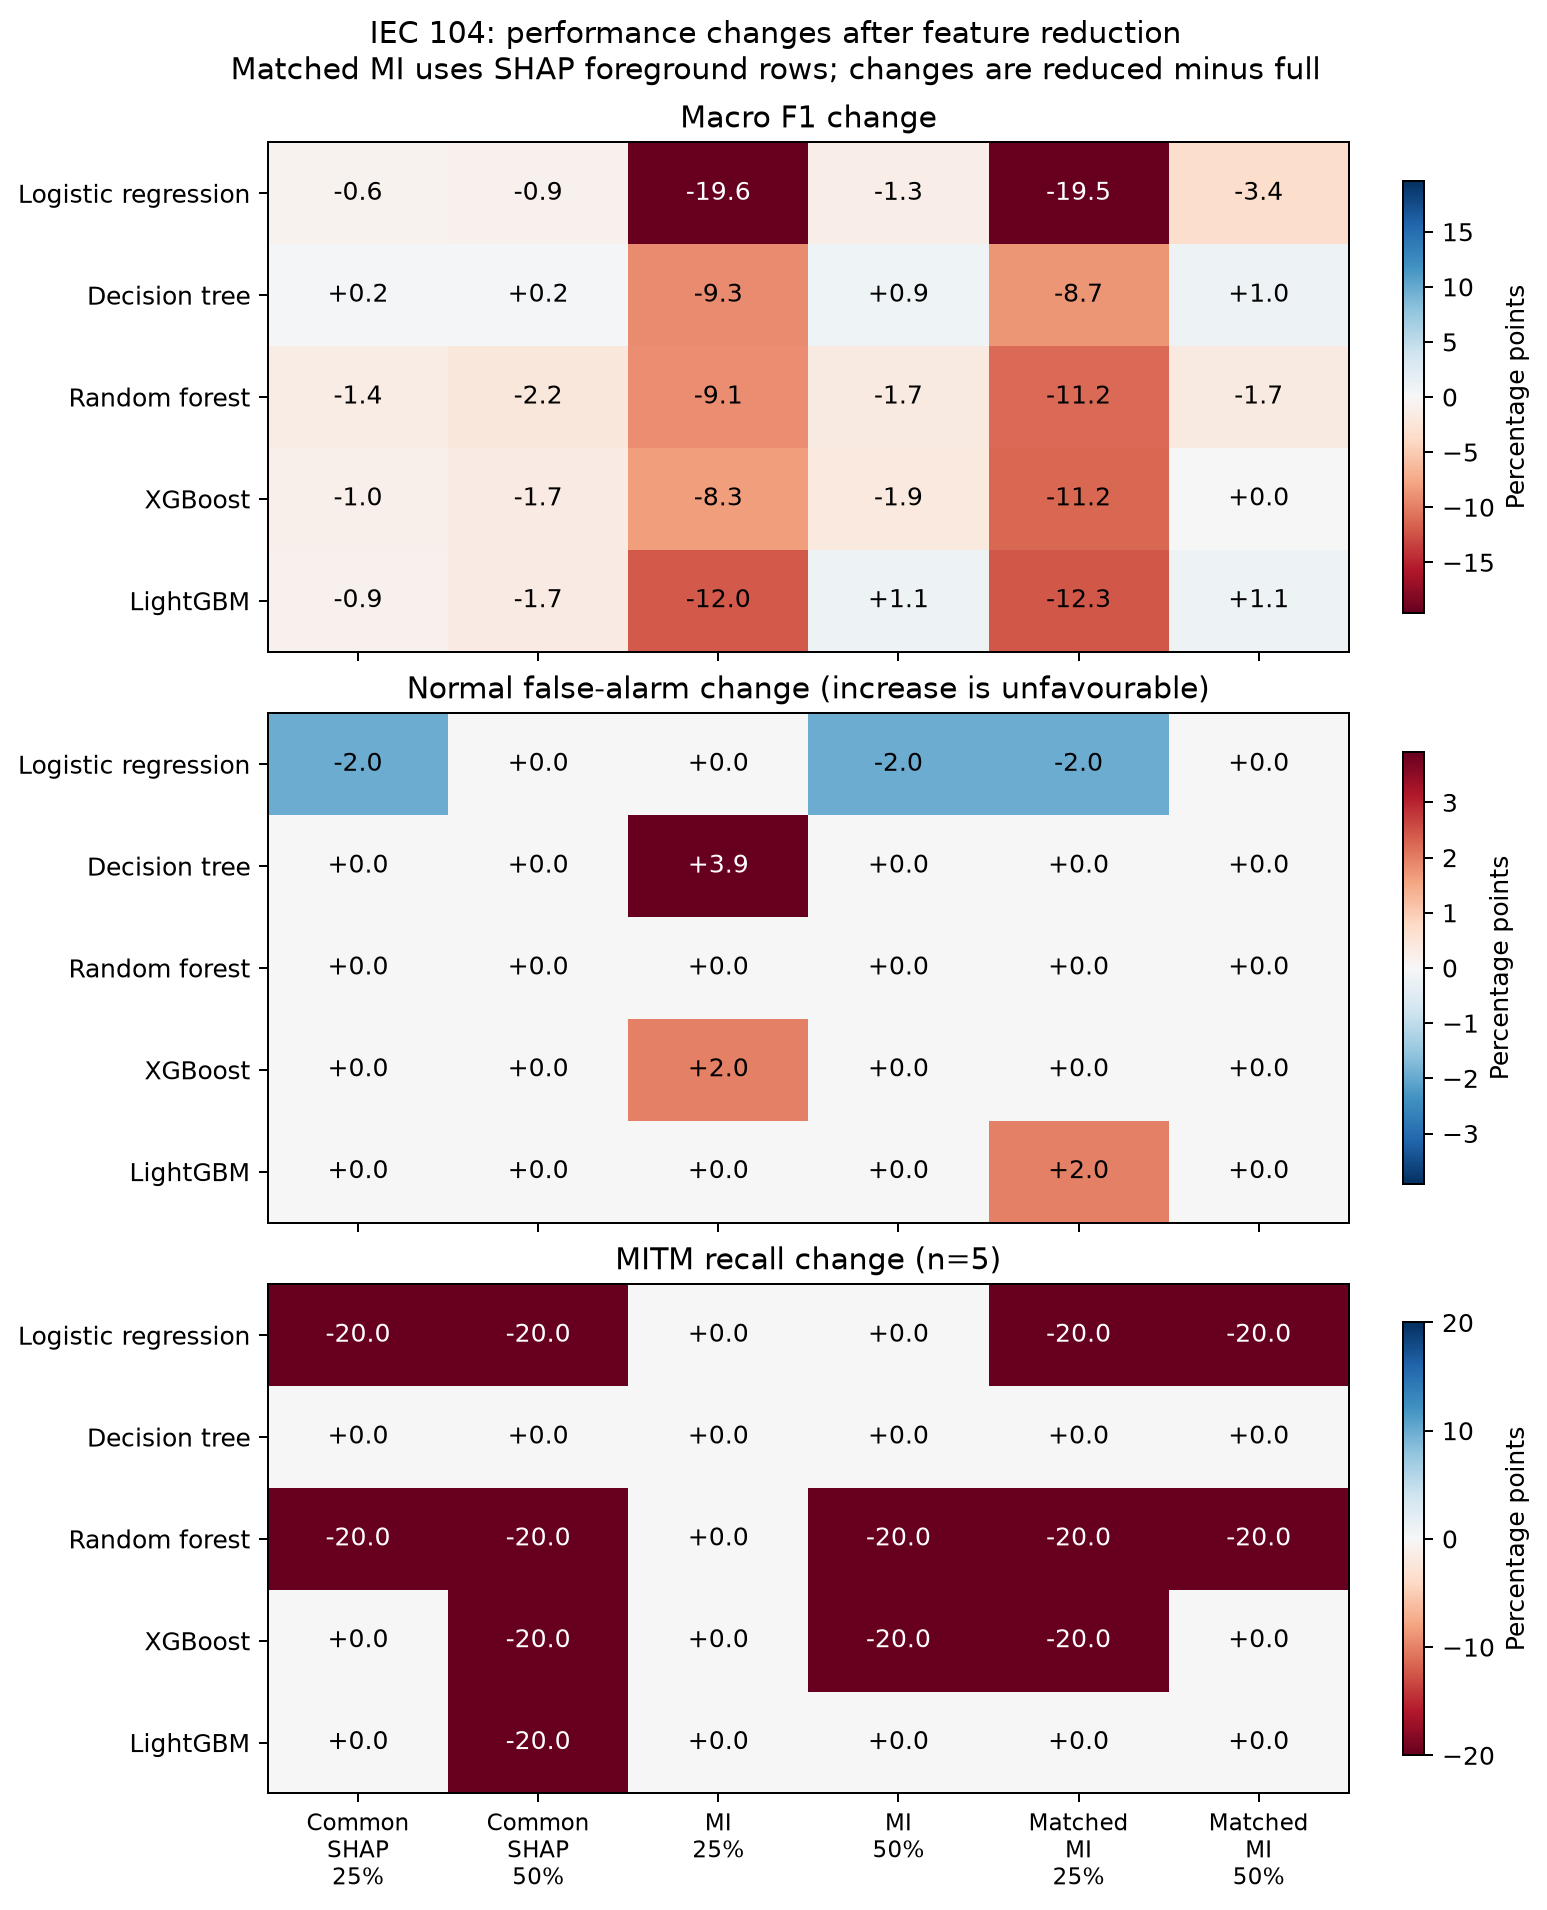 IEC 104: performance changes after feature reduction
Matched MI uses SHAP foreground rows; changes are reduced minus full
Macro F1 change
Logistic regression -0.6 -0.9 -19.6 -1.3 -19.5 -3.4
Decision tree +0.2 +0.2 -9.3 +0.9 -8.7 +1.0
Random forest -1.4 -2.2 -9.1 -1.7 -11.2 -1.7
XGBoost -1.0 -1.7 -8.3 -1.9 -11.2 +0.0
LightGBM -0.9 -1.7 -12.0 +1.1 -12.3 +1.1
15
10
5
0
−5
−10
−15
Percentage points
Normal false-alarm change (increase is unfavourable)
Logistic regression -2.0 +0.0 +0.0 -2.0 -2.0 +0.0
Decision tree +0.0 +0.0 +3.9 +0.0 +0.0 +0.0
Random forest +0.0 +0.0 +0.0 +0.0 +0.0 +0.0
XGBoost +0.0 +0.0 +2.0 +0.0 +0.0 +0.0
LightGBM +0.0 +0.0 +0.0 +0.0 +2.0 +0.0
3
2
1
0
−1
−2
−3
Percentage points
MITM recall change (n=5)
Logistic regression -20.0 -20.0 +0.0 +0.0 -20.0 -20.0
Decision tree +0.0 +0.0 +0.0 +0.0 +0.0 +0.0
Random forest -20.0 -20.0 +0.0 -20.0 -20.0 -20.0
XGBoost +0.0 -20.0 +0.0 -20.0 -20.0 +0.0
LightGBM +0.0 -20.0 +0.0 +0.0 +0.0 +0.0
20
10
0
−10
−20
Percentage points
Common
SHAP
25%
Common
SHAP
50%
MI
25%
MI
50%
Matched
MI
25%
Matched
MI
50%